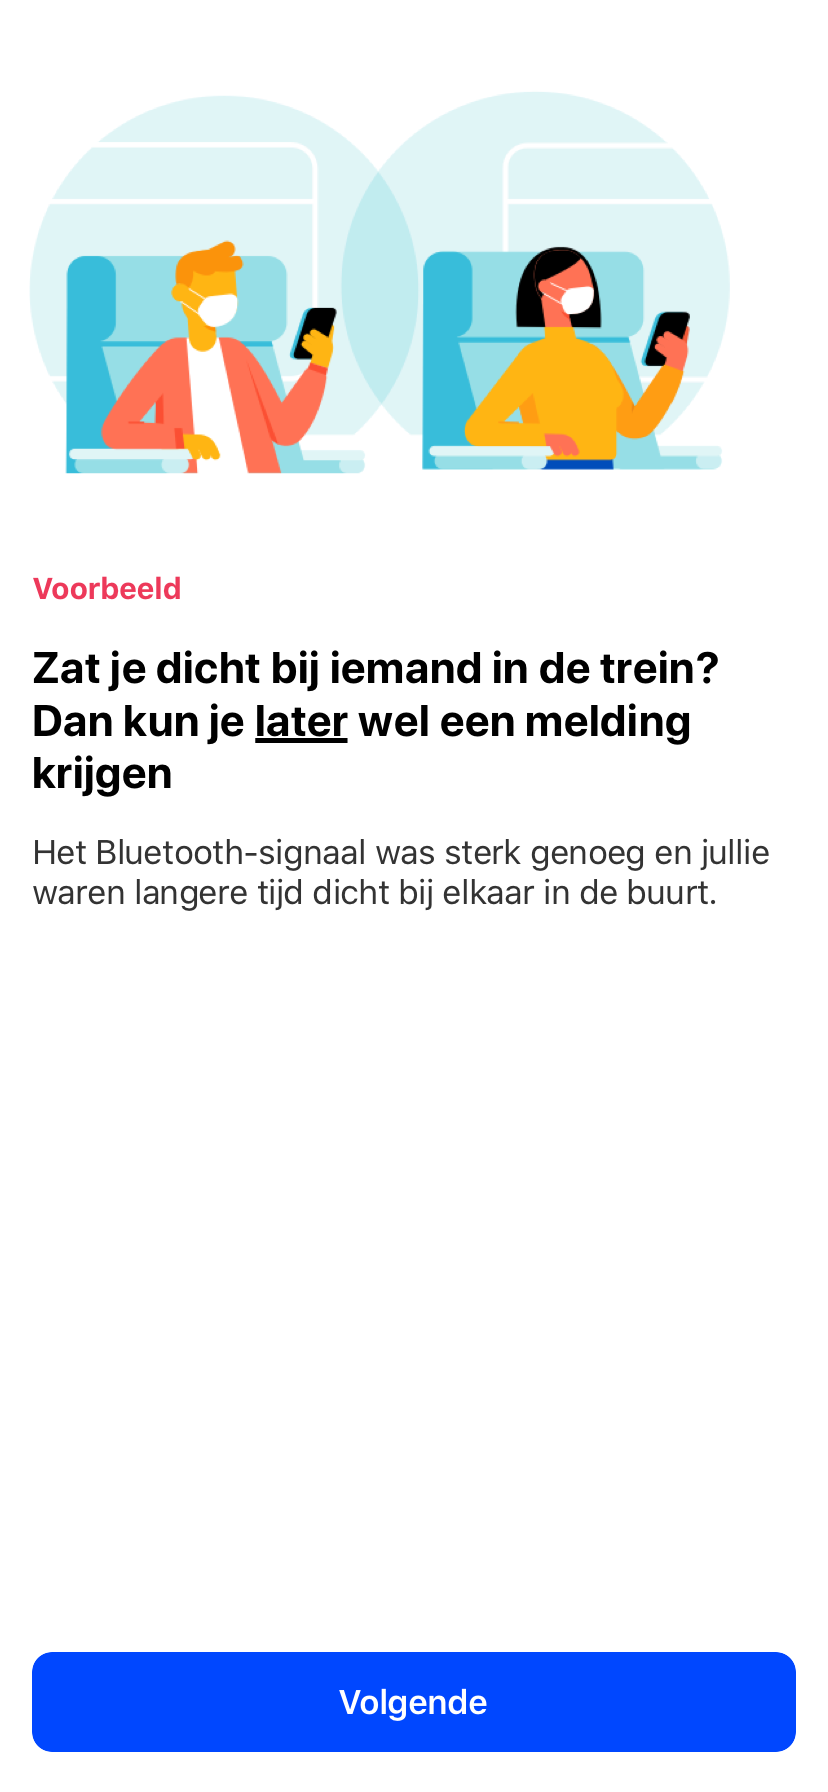 Voorbeeld
Zat je dicht bij iemand in de trein?
Dan kun je later wel een melding
krijgen
Het Bluetooth-signaal was sterk genoeg en jullie
waren langere tijd dicht bij elkaar in de buurt.
Volgende